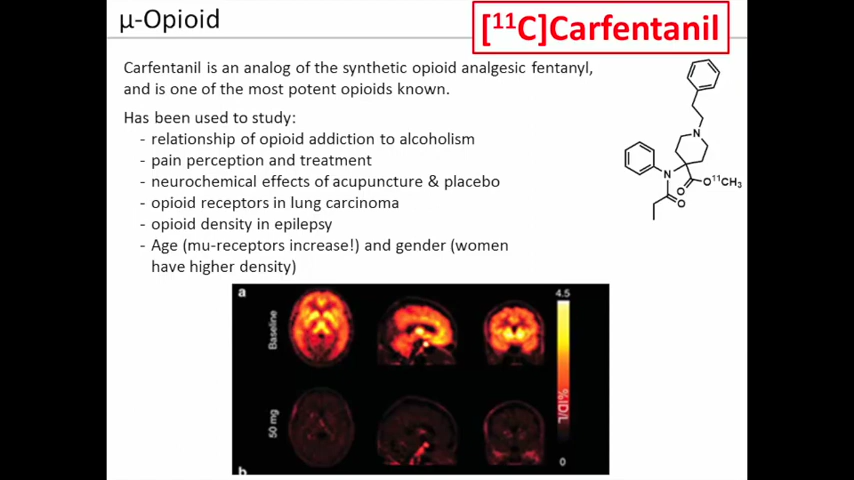 µ-Opioid
[¹¹C]Carfentanil
Carfentanil is an analog of the synthetic opioid analgesic fentanyl,
and is one of the most potent opioids known.
Has been used to study:
- relationship of opioid addiction to alcoholism
- pain perception and treatment
- neurochemical effects of acupuncture & placebo
- opioid receptors in lung carcinoma
- opioid density in epilepsy
- Age (mu-receptors increase!) and gender (women
have higher density)
N
N
O
O¹¹CH₃
O
a
Baseline
50 mg
4.5
%ID/L
0
b